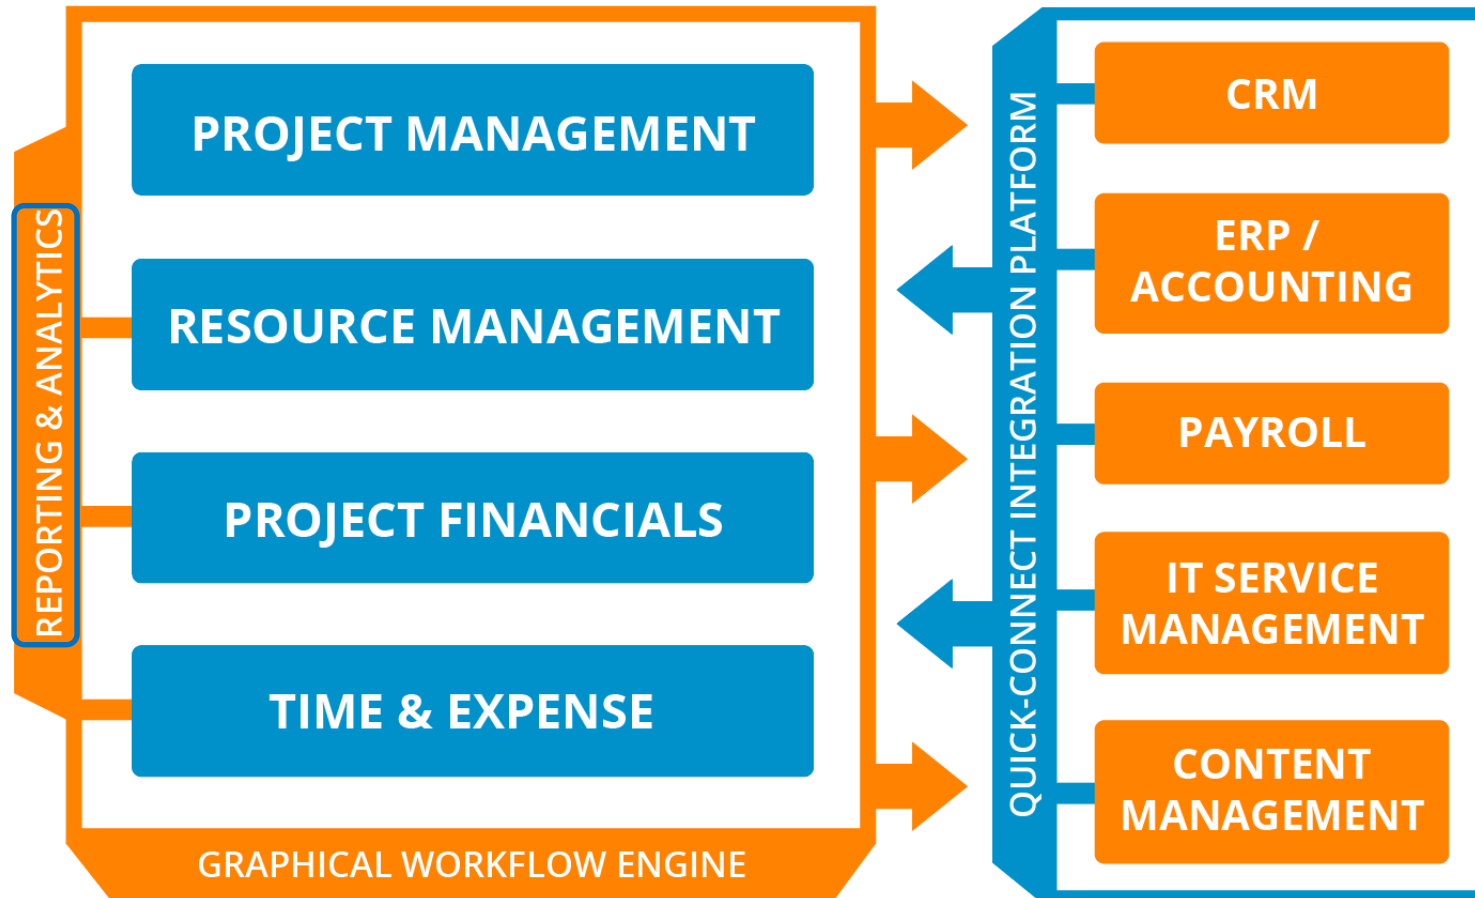 REPORTING & ANALYTICS
PROJECT MANAGEMENT
RESOURCE MANAGEMENT
PROJECT FINANCIALS
TIME & EXPENSE
GRAPHICAL WORKFLOW ENGINE
QUICK-CONNECT INTEGRATION PLATFORM
CRM
ERP /
ACCOUNTING
PAYROLL
IT SERVICE
MANAGEMENT
CONTENT
MANAGEMENT